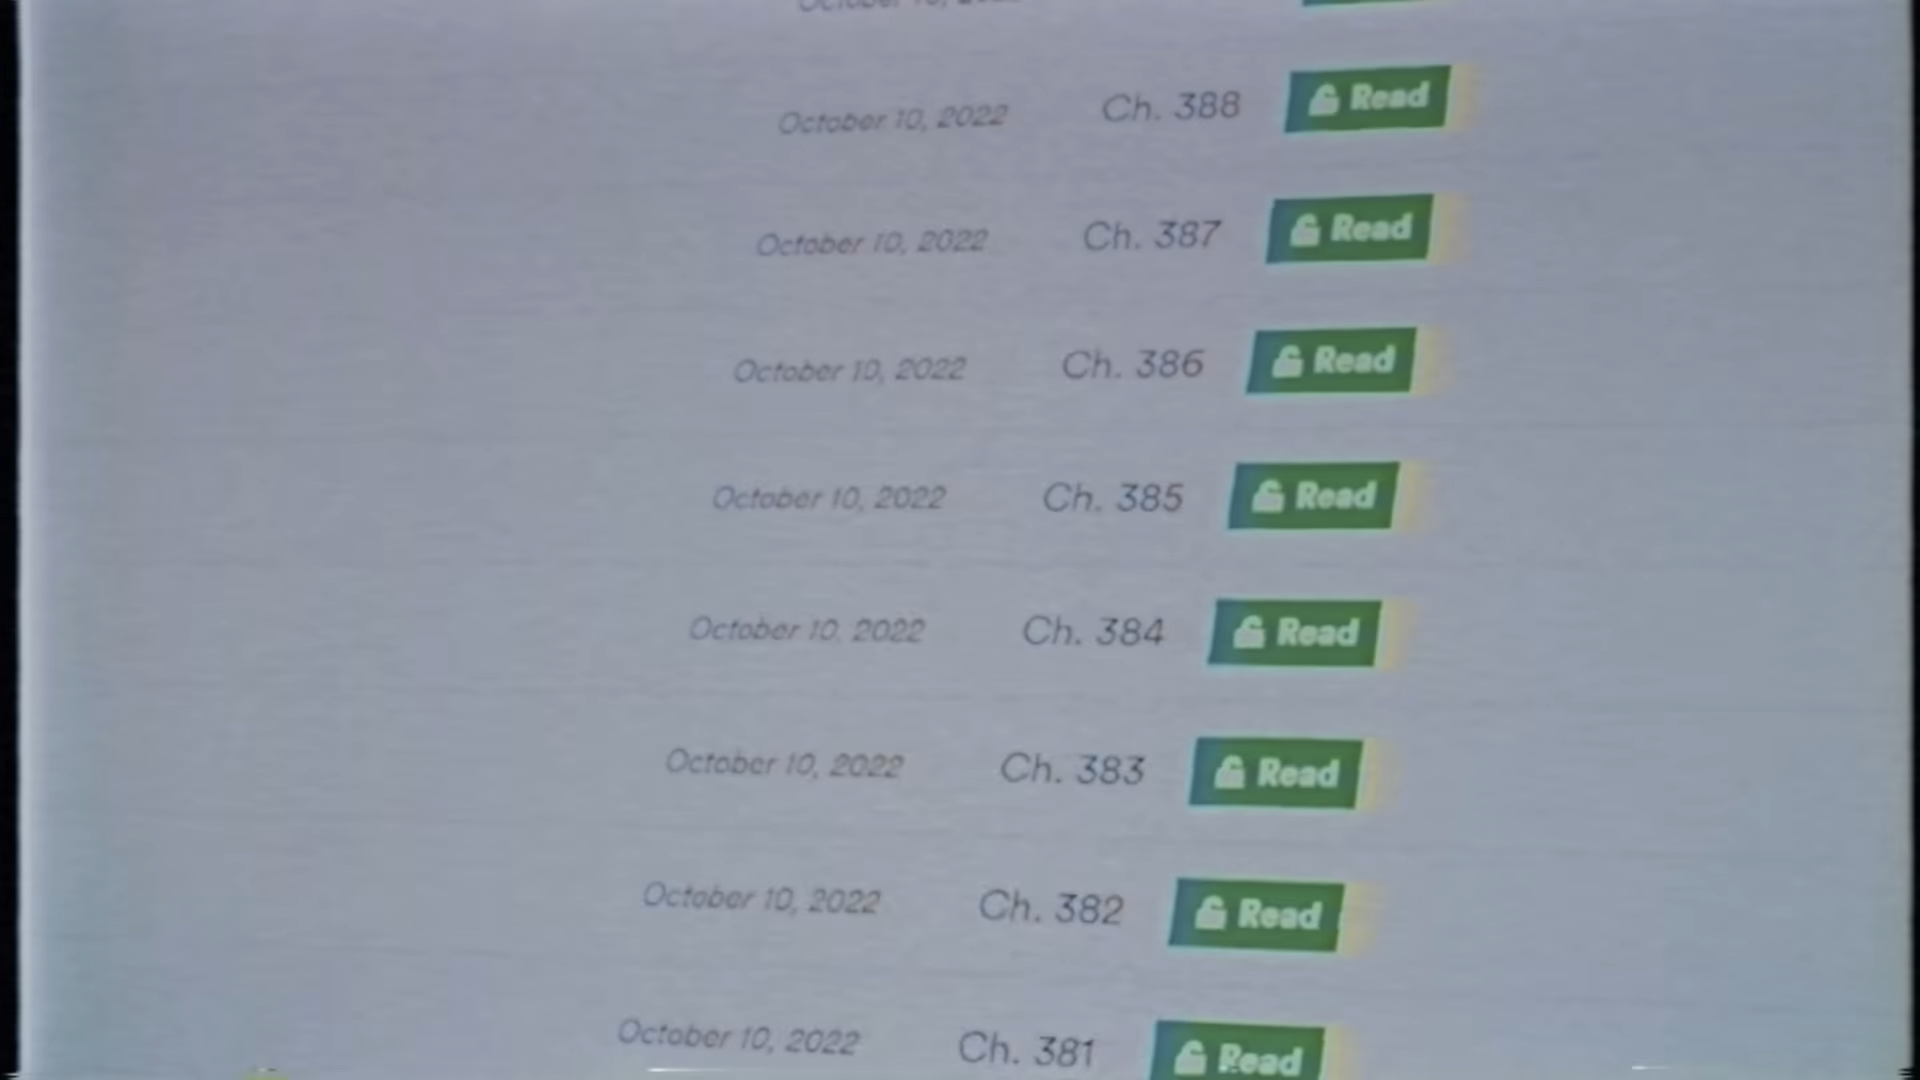 October 10, 2022 Ch. 388 Read
October 10, 2022 Ch. 387 Read
October 10, 2022 Ch. 386 Read
October 10, 2022 Ch. 385 Read
October 10, 2022 Ch. 384 Read
October 10, 2022 Ch. 383 Read
October 10, 2022 Ch. 382 Read
October 10, 2022 Ch. 381 Read